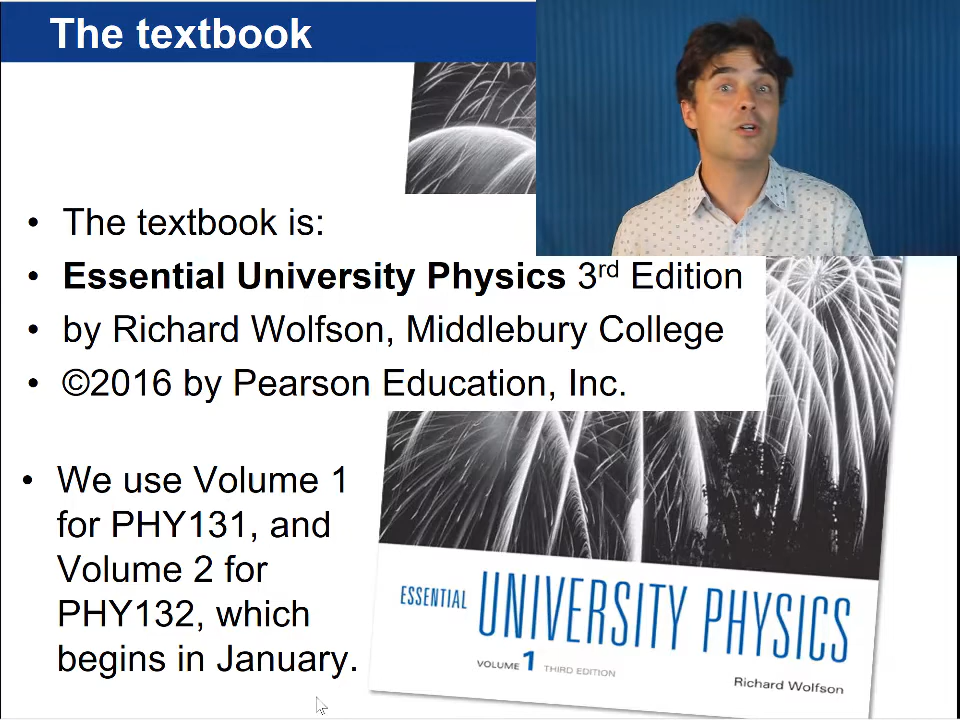 The textbook
• The textbook is:
• Essential University Physics 3rd Edition
• by Richard Wolfson, Middlebury College
• ©2016 by Pearson Education, Inc.
• We use Volume 1
for PHY131, and
Volume 2 for
PHY132, which
begins in January.
ESSENTIAL UNIVERSITY PHYSICS
VOLUME 1 THIRD EDITION
Richard Wolfson